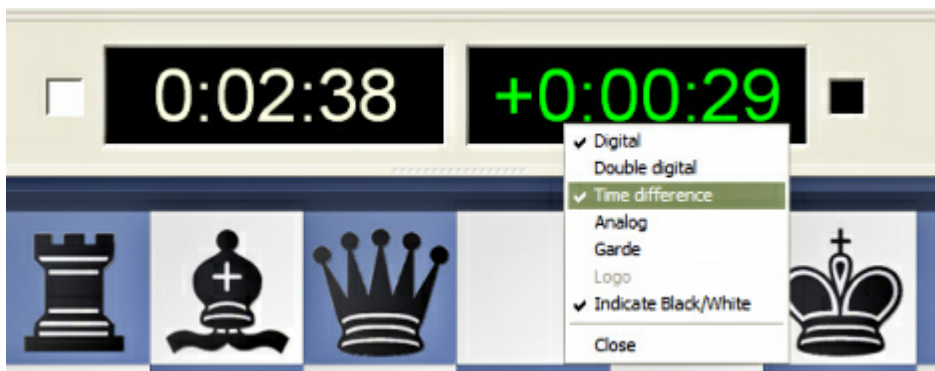 0:02:38
+0:00:29
Digital
Double digital
Time difference
Analog
Garde
Logo
Indicate Black/White
Close